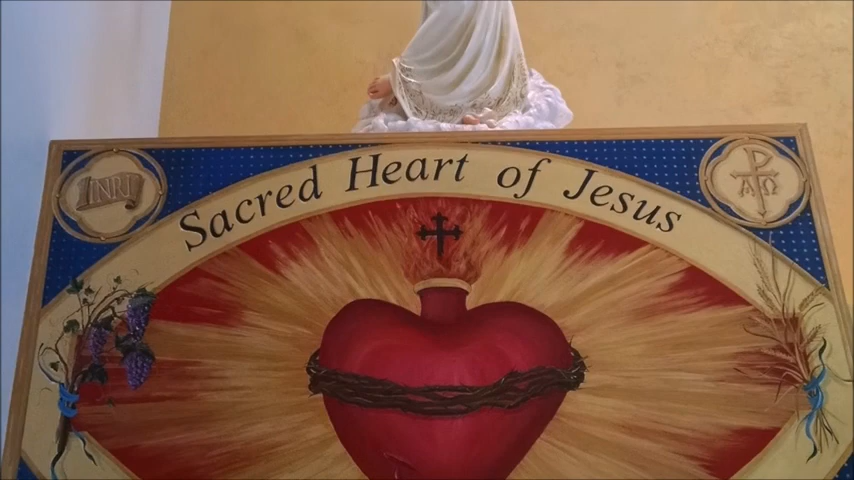 INRI
Sacred Heart of Jesus
☧
Α Ω